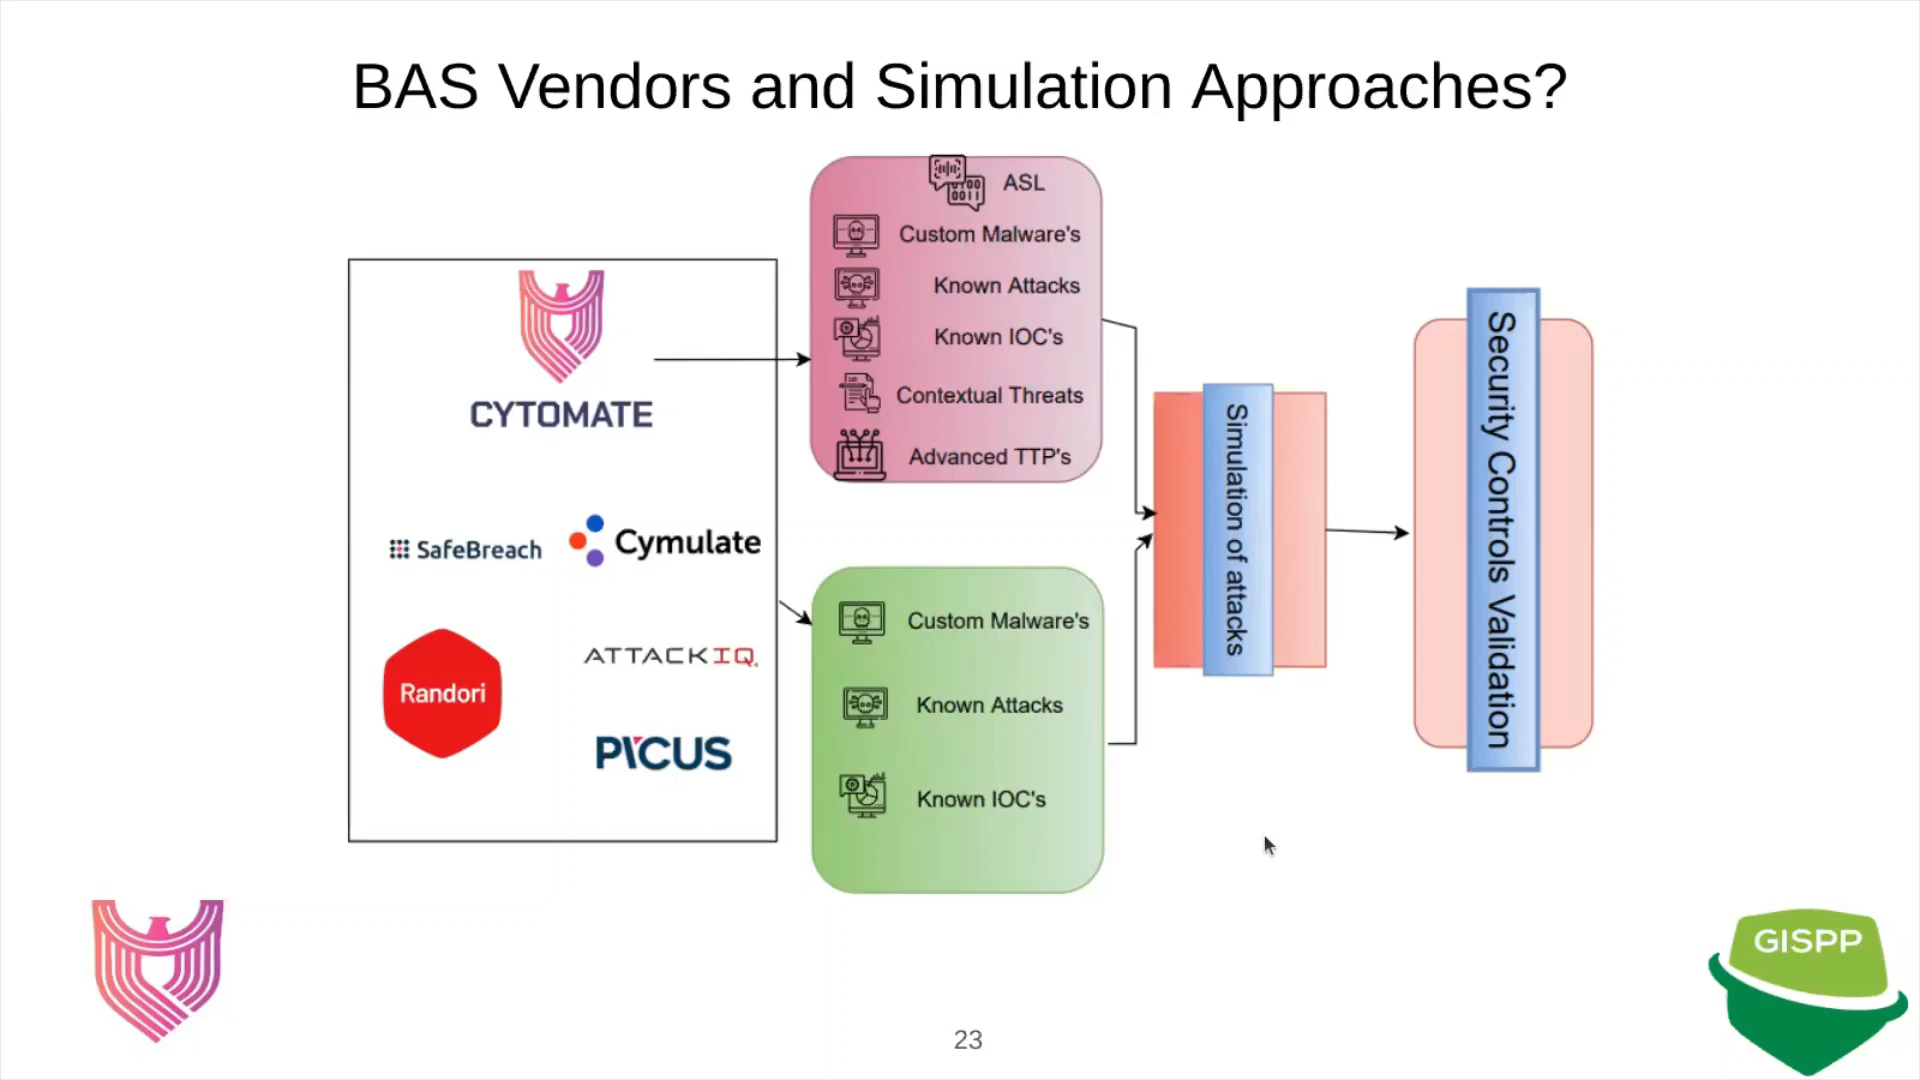 BAS Vendors and Simulation Approaches?
ASL
Custom Malware's
Known Attacks
Known IOC's
Contextual Threats
Advanced TTP's
CYTOMATE
SafeBreach
Cymulate
Randori
ATTACKIQ
PICUS
Custom Malware's
Known Attacks
Known IOC's
Simulation of attacks
Security Controls Validation
GISPP
23